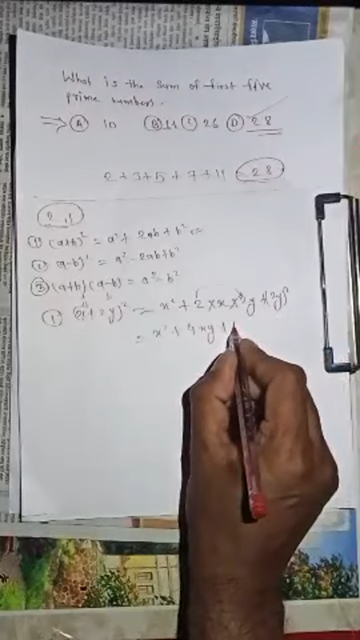 What is the sum of first five
prime numbers.
⇒ (A) 10 (B) 11 (C) 26 (D) 28
2+3+5+7+11 = 28
2.1
① (a+b)² = a² + 2ab + b² =
② (a-b)² = a² - 2ab + b²
③ (a+b) (a-b) = a² - b²
a b
① (x + 2y)² = x² + 2 × x × 2y + (2y)²
= x² + 4xy +